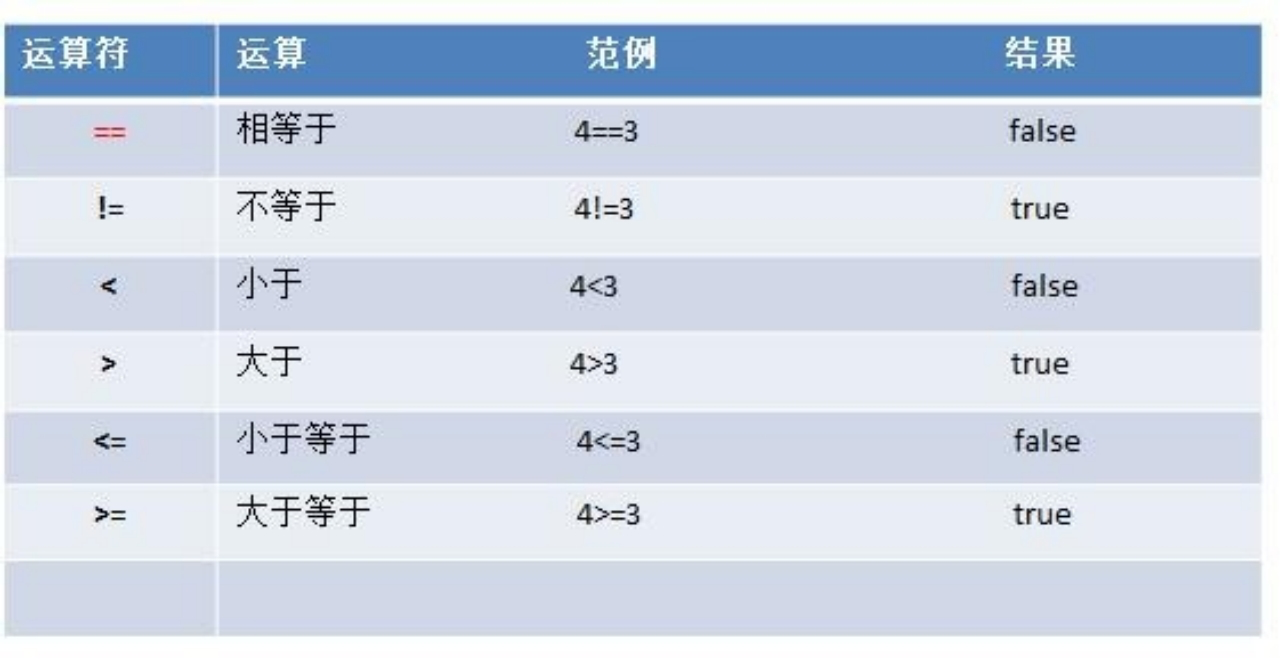 运算符 运算 范例 结果
== 相等于 4==3 false
!= 不等于 4!=3 true
< 小于 4<3 false
> 大于 4>3 true
<= 小于等于 4<=3 false
>= 大于等于 4>=3 true